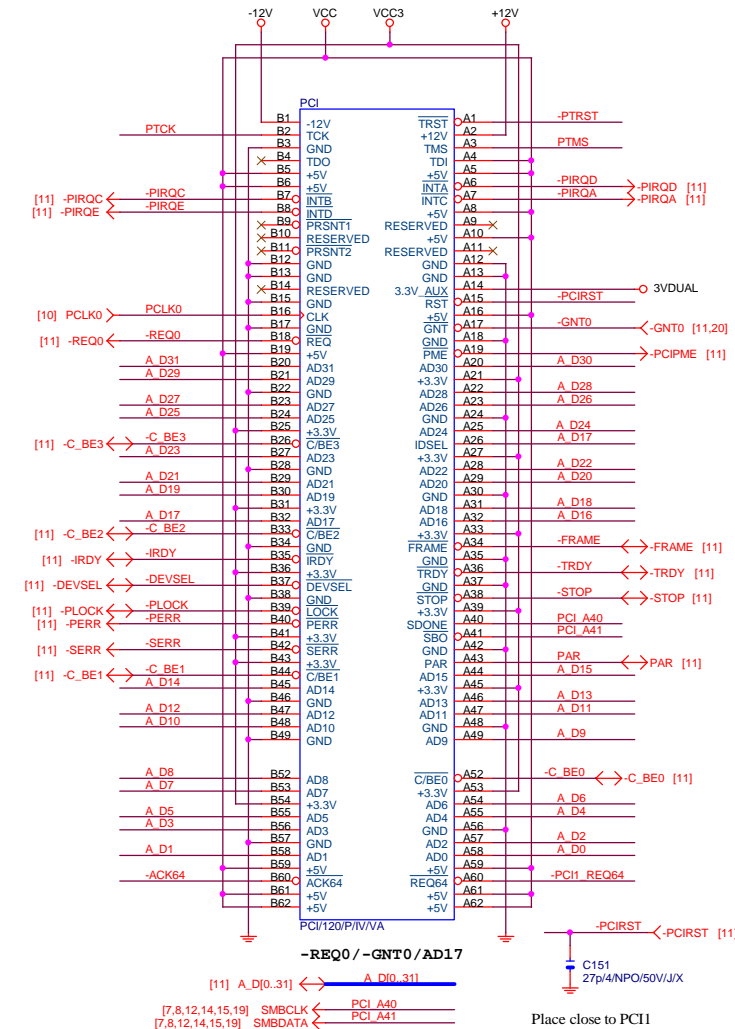 -12V VCC VCC3 +12V
PCI
B1 -12V TRST A1 -PTRST
PTCK B2 TCK +12V A2
B3 GND TMS A3 PTMS
B4 TDO TDI A4
B5 +5V +5V A5
B6 +5V INTA A6 -PIRQD -PIRQD [11]
[11] -PIRQC -PIRQC B7 INTB INTC A7 -PIRQA -PIRQA [11]
[11] -PIRQE -PIRQE B8 INTD +5V A8
B9 PRSNT1 RESERVED A9
B10 RESERVED +5V A10
B11 PRSNT2 RESERVED A11
B12 GND GND A12
B13 GND GND A13
B14 RESERVED 3.3V_AUX A14 3VDUAL
B15 GND RST A15 -PCIRST
[10] PCLK0 PCLK0 B16 CLK +5V A16
B17 GND GNT A17 -GNT0 -GNT0 [11,20]
[11] -REQ0 -REQ0 B18 REQ GND A18
B19 +5V PME A19 -PCIPME [11]
A_D31 B20 AD31 AD30 A20 A_D30
A_D29 B21 AD29 +3.3V A21
B22 GND AD28 A22 A_D28
A_D27 B23 AD27 AD26 A23 A_D26
A_D25 B24 AD25 GND A24
B25 +3.3V AD24 A25 A_D24
[11] -C_BE3 -C_BE3 B26 C/BE3 IDSEL A26 A_D17
A_D23 B27 AD23 +3.3V A27
B28 GND AD22 A28 A_D22
A_D21 B29 AD21 AD20 A29 A_D20
A_D19 B30 AD19 GND A30
B31 +3.3V AD18 A31 A_D18
A_D17 B32 AD17 AD16 A32 A_D16
[11] -C_BE2 -C_BE2 B33 C/BE2 +3.3V A33
B34 GND FRAME A34 -FRAME -FRAME [11]
[11] -IRDY -IRDY B35 IRDY GND A35
B36 +3.3V TRDY A36 -TRDY -TRDY [11]
[11] -DEVSEL -DEVSEL B37 DEVSEL GND A37
B38 GND STOP A38 -STOP -STOP [11]
[11] -PLOCK -PLOCK B39 LOCK +3.3V A39
[11] -PERR -PERR B40 PERR SDONE A40 PCI_A40
B41 +3.3V SBO A41 PCI_A41
[11] -SERR -SERR B42 SERR GND A42
B43 +3.3V PAR A43 PAR PAR [11]
[11] -C_BE1 -C_BE1 B44 C/BE1 AD15 A44 A_D15
A_D14 B45 AD14 +3.3V A45
B46 GND AD13 A46 A_D13
A_D12 B47 AD12 AD11 A47 A_D11
A_D10 B48 AD10 GND A48
B49 GND AD9 A49 A_D9
A_D8 B52 AD8 C/BE0 A52 -C_BE0 -C_BE0 [11]
A_D7 B53 AD7 +3.3V A53
B54 +3.3V AD6 A54 A_D6
A_D5 B55 AD5 AD4 A55 A_D4
A_D3 B56 AD3 GND A56
B57 GND AD2 A57 A_D2
A_D1 B58 AD1 AD0 A58 A_D0
B59 +5V +5V A59
-ACK64 B60 ACK64 REQ64 A60 -PCI1_REQ64
B61 +5V +5V A61
B62 +5V +5V A62
PCI/120/P/IV/VA
-REQ0/-GNT0/AD17
-PCIRST -PCIRST [11]
C151
27p/4/NPO/50V/J/X
[11] A_D[0..31] A_D[0..31]
[7,8,12,14,15,19] SMBCLK PCI_A40
[7,8,12,14,15,19] SMBDATA PCI_A41
Place close to PCI1